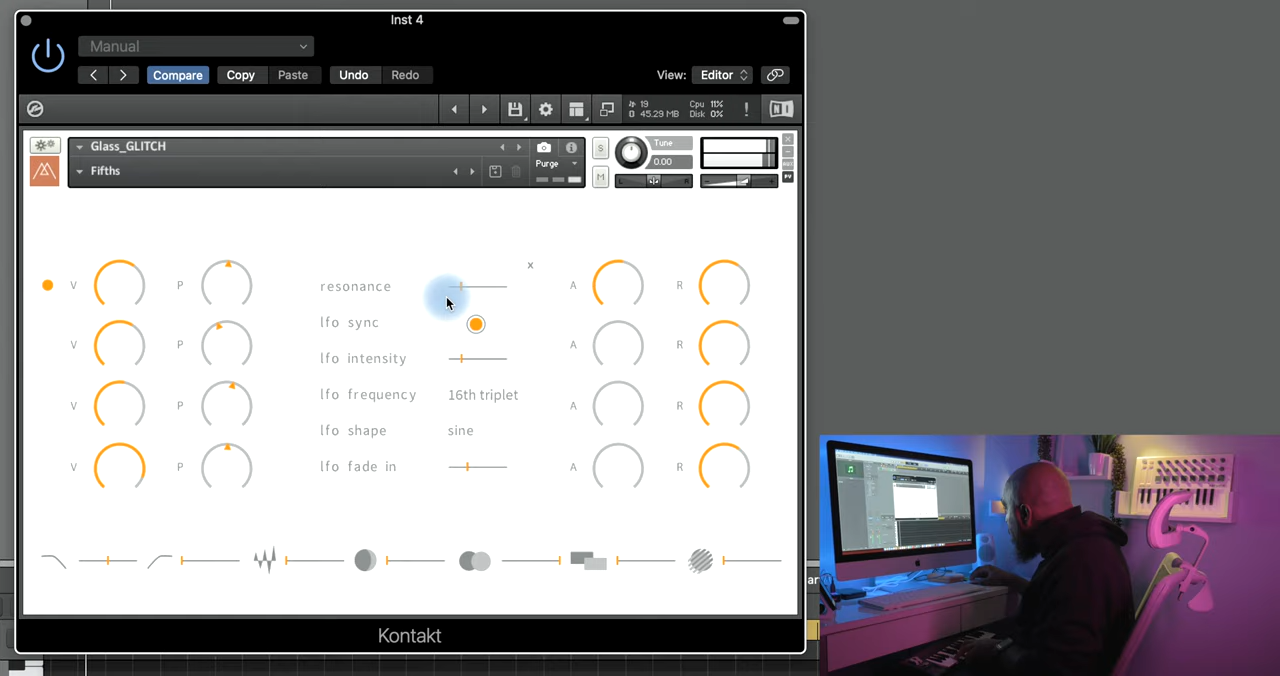 Inst 4
Manual
Compare
Copy
Paste
Undo
Redo
View:
Editor
19
45.29 MB
Cpu 11%
Disk 0%
!
Glass_GLITCH
Fifths
Purge
S
M
Tune
0.00
L
R
x
V
P
resonance
A
R
V
P
lfo sync
A
R
lfo intensity
V
P
lfo frequency
16th triplet
A
R
lfo shape
sine
V
P
lfo fade in
A
R
Kontakt